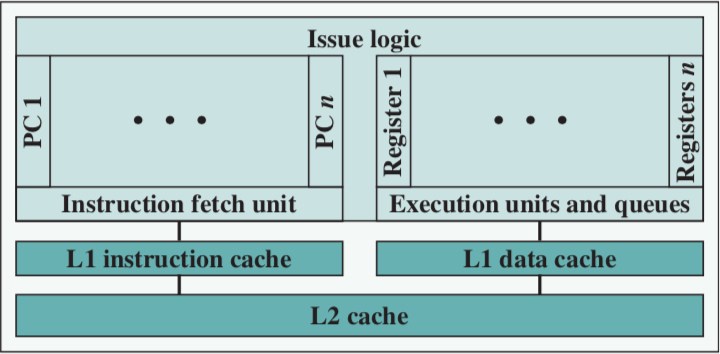 Issue logic
PC 1
• • •
PC n
Register 1
• • •
Registers n
Instruction fetch unit
Execution units and queues
L1 instruction cache
L1 data cache
L2 cache